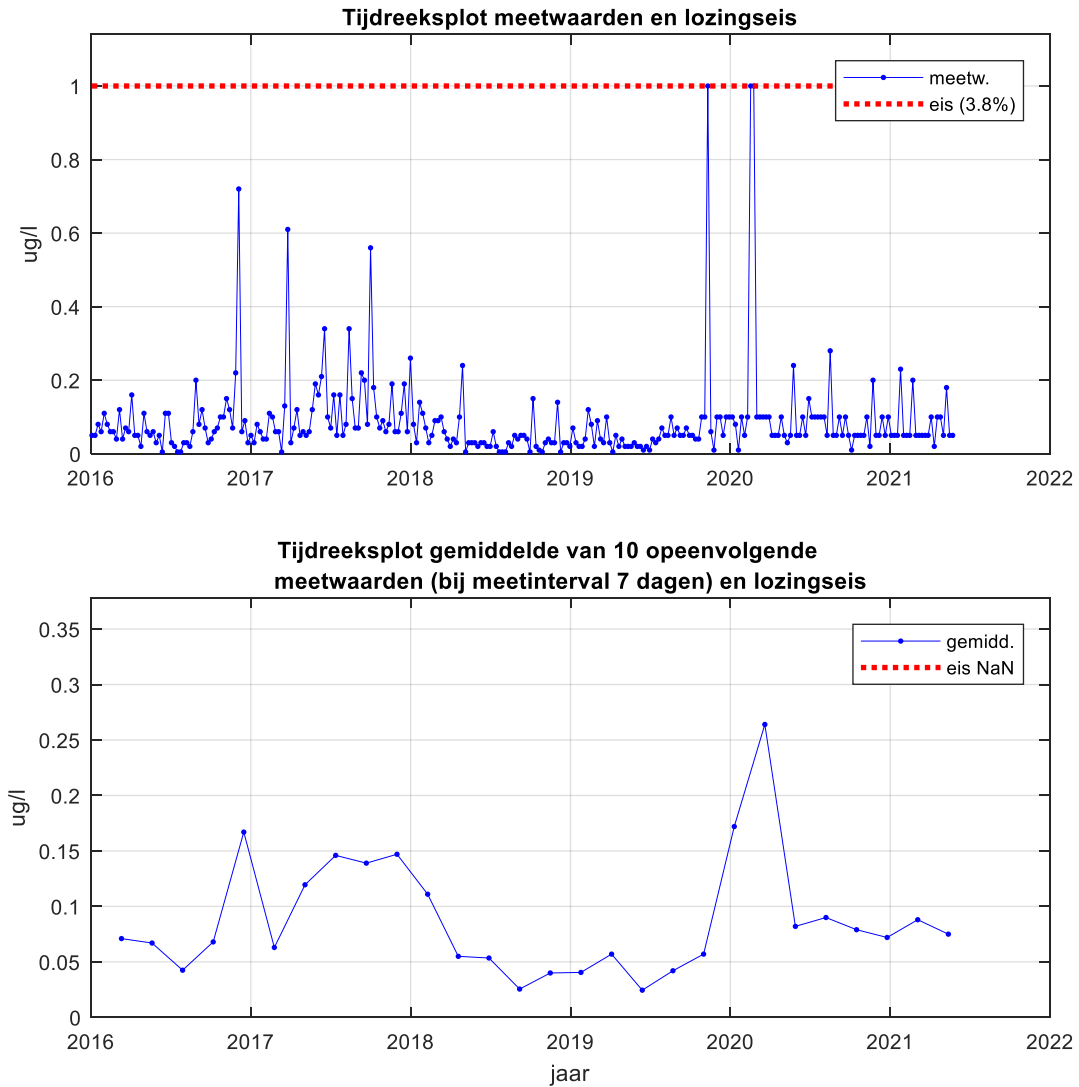 Tijdreeksplot meetwaarden en lozingseis
ug/l
1
0.8
0.6
0.4
0.2
0
2016
2017
2018
2019
2020
2021
2022
meetw.
eis (3.8%)
Tijdreeksplot gemiddelde van 10 opeenvolgende
meetwaarden (bij meetinterval 7 dagen) en lozingseis
ug/l
0.35
0.3
0.25
0.2
0.15
0.1
0.05
0
2016
2017
2018
2019
2020
2021
2022
gemidd.
eis NaN
jaar